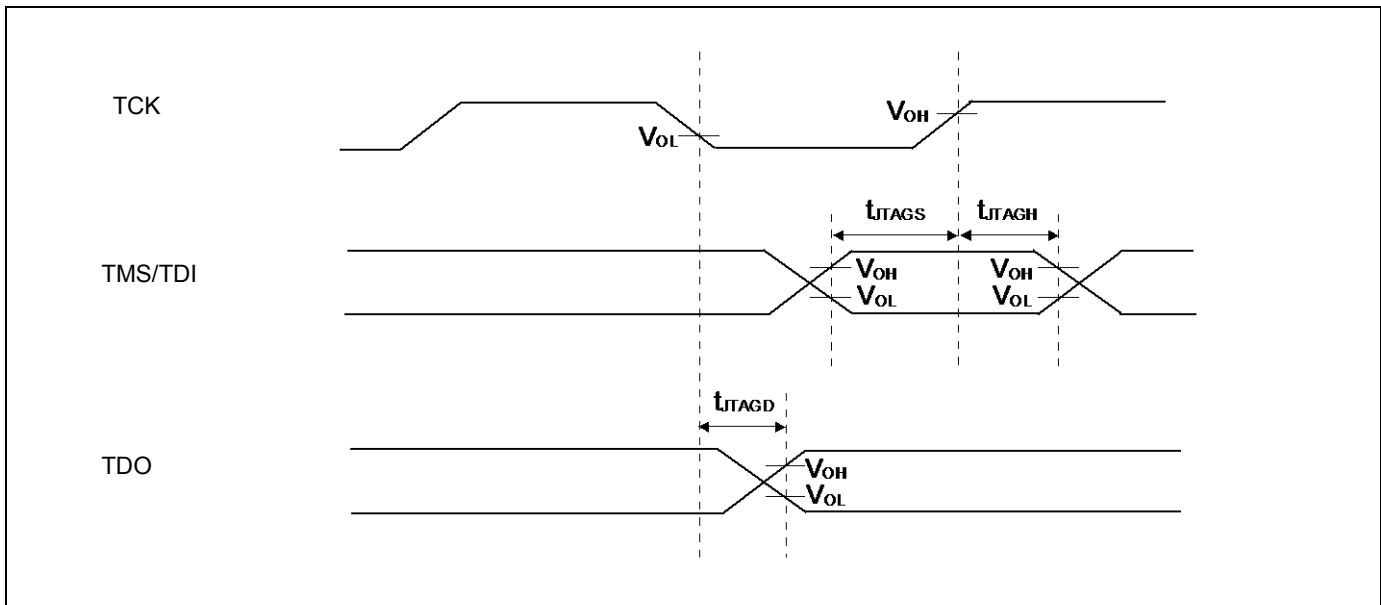 TCK
VOL
VOH
tJTAGS
tJTAGH
TMS/TDI
VOH
VOL
VOH
VOL
tJTAGD
TDO
VOH
VOL